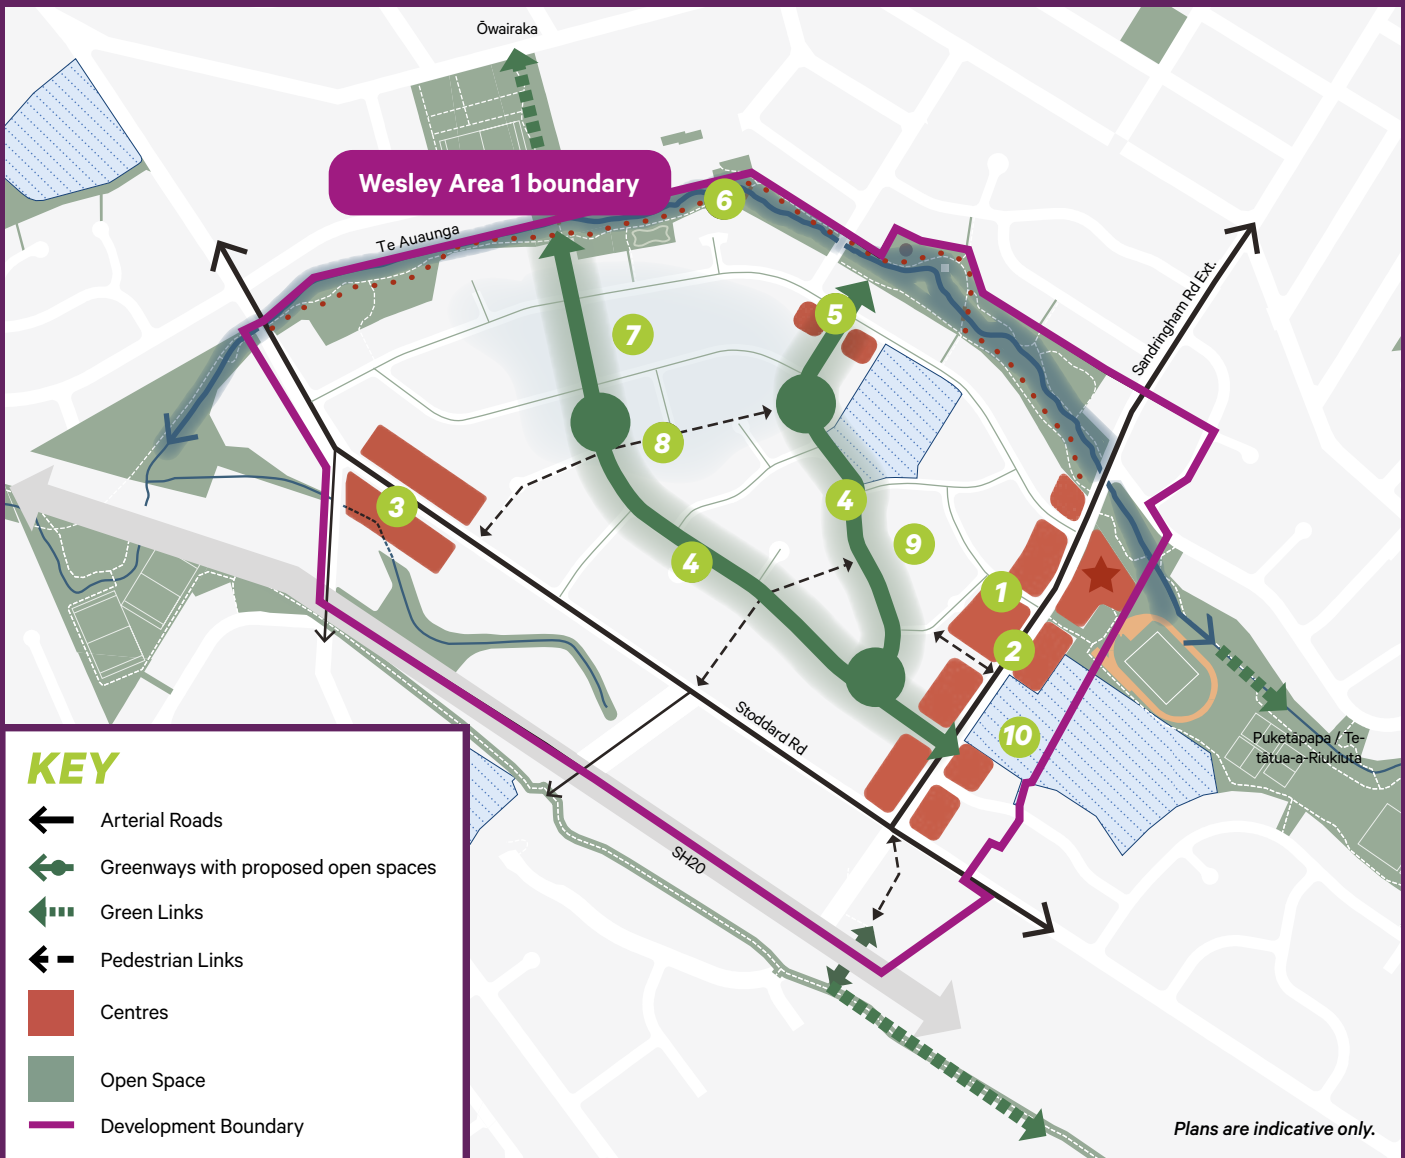 Ōwairaka
Wesley Area 1 boundary
6
Te Auaunga
Sandringham Rd Ext.
5
7
8
3
4
9
4
1
2
10
Stoddard Rd
Puketāpapa / Te-
tātua-a-Riukiuta
SH20
KEY
Arterial Roads
Greenways with proposed open spaces
Green Links
Pedestrian Links
Centres
Open Space
Development Boundary
Plans are indicative only.